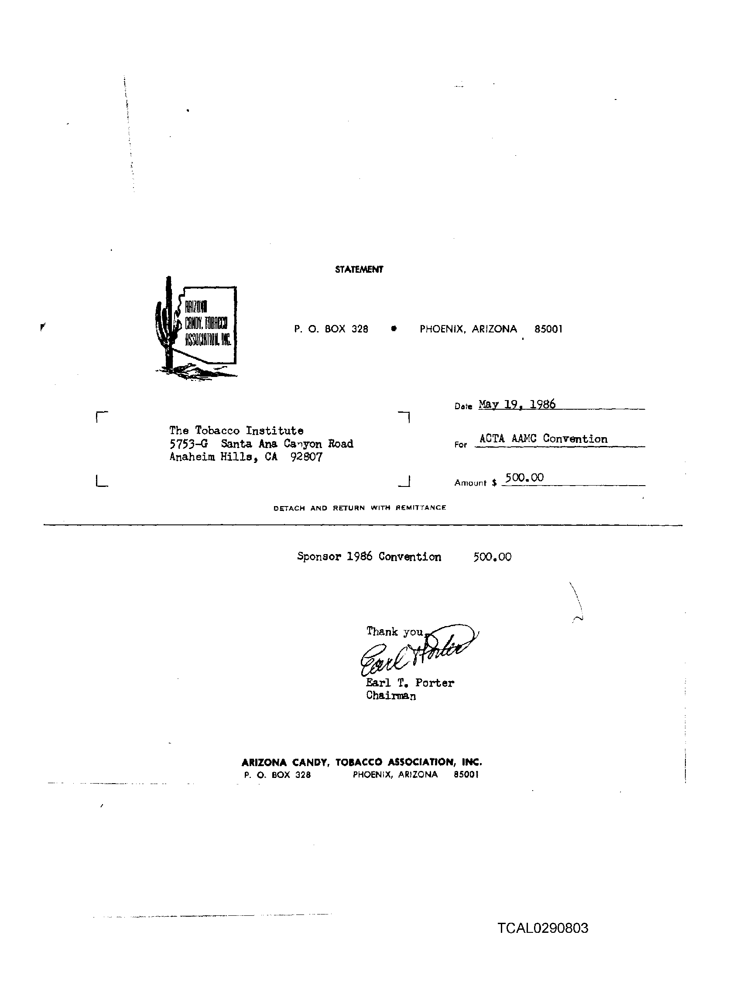 STATEMENT
ARIZONA
CANDY, TOBACCO
ASSOCIATION, INC.
P. O. BOX 328 • PHOENIX, ARIZONA 85001
Date May 19, 1986
The Tobacco Institute
5753-G Santa Ana Canyon Road
Anaheim Hills, CA 92807
For ACTA AAMC Convention
Amount $ 500.00
DETACH AND RETURN WITH REMITTANCE
Sponsor 1986 Convention 500.00
Thank you,
Earl T. Porter
Earl T. Porter
Chairman
ARIZONA CANDY, TOBACCO ASSOCIATION, INC.
P. O. BOX 328 PHOENIX, ARIZONA 85001
TCAL0290803